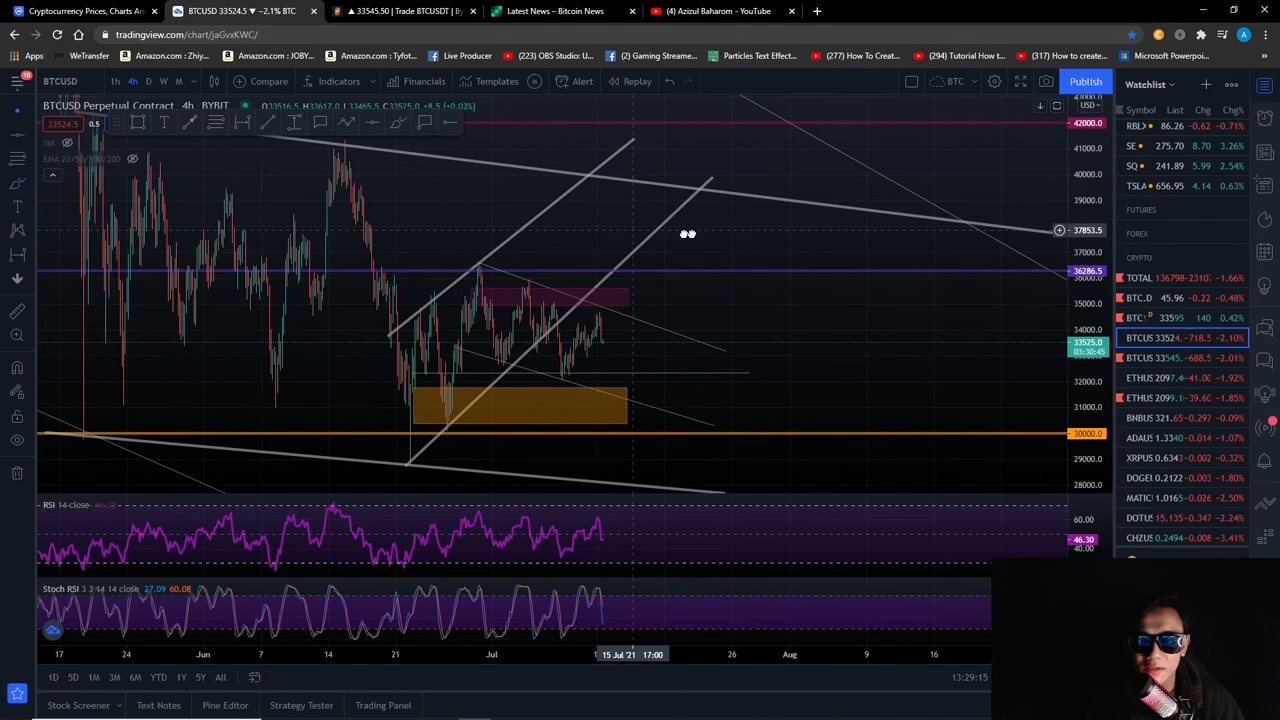 Cryptocurrency Prices, Charts An
BTCUSD 33524.5 ▼ −2.1% BTC
▲ 33545.50 | Trade BTCUSDT | By
Latest News – Bitcoin News
(4) Azizul Baharom - YouTube
tradingview.com/chart/jaGvxKWC/
Apps
WeTransfer
Amazon.com :Zhiy...
Amazon.com : JOBY...
Amazon.com : Tyfot...
Live Producer
(223) OBS Studio: U...
(2) Gaming Streame...
Particles Text Effect...
(277) How To Creat...
(294) Tutorial How t...
(317) How to create...
Microsoft Powerpoi...
10
BTCUSD
1h
4h
D
W
M
Compare
Indicators
Financials
Templates
Alert
Replay
BTC
Publish
Watchlist
BTCUSD Perpetual Contract · 4h · BYBIT
O33516.5 H33617.0 L33465.5 C33525.0 +8.5 (+0.03%)
33524.5
0.5
Vol
EMA 20/50/100/200
USD
42000.0
41000.0
40000.0
39000.0
37853.5
37000.0
36286.5
36000.0
35000.0
34000.0
33525.0
03:30:45
32000.0
31000.0
30000.0
29000.0
28000.0
Symbol Last Chg Chg%
RBLX 86.26 -0.62 -0.71%
SE 275.70 8.70 3.26%
SQ 241.89 5.99 2.54%
TSLA 656.95 4.14 0.63%
FUTURES
FOREX
CRYPTO
TOTAL 136798 -23107 -1.66%
BTC.D 45.96 -0.22 -0.48%
BTC1 D 33595 140 0.42%
BTCUS 33524. -718.5 -2.10%
BTCUS 33545. -688.5 -2.01%
ETHUS 2097.4 -41.00 -1.92%
ETHUS 2099.1 -39.60 -1.85%
BNBUS 321.65 -0.297 -0.09%
ADAUS 1.3340 -0.014 -1.07%
XRPUS 0.6343 -0.002 -0.32%
DOGEU 0.2122 -0.003 -1.80%
MATIC 1.0165 -0.026 -2.50%
DOTUS 15.135 -0.347 -2.24%
CHZUS 0.2494 -0.008 -3.41%
RSI 14 close 46.30
60.00
46.30
40.00
Stoch RSI 3 3 14 14 close 27.09 60.08
17
24
Jun
7
14
21
Jul
15 Jul '21 17:00
26
Aug
9
16
1D 5D 1M 3M 6M YTD 1Y 5Y All
13:29:15
Stock Screener
Text Notes
Pine Editor
Strategy Tester
Trading Panel